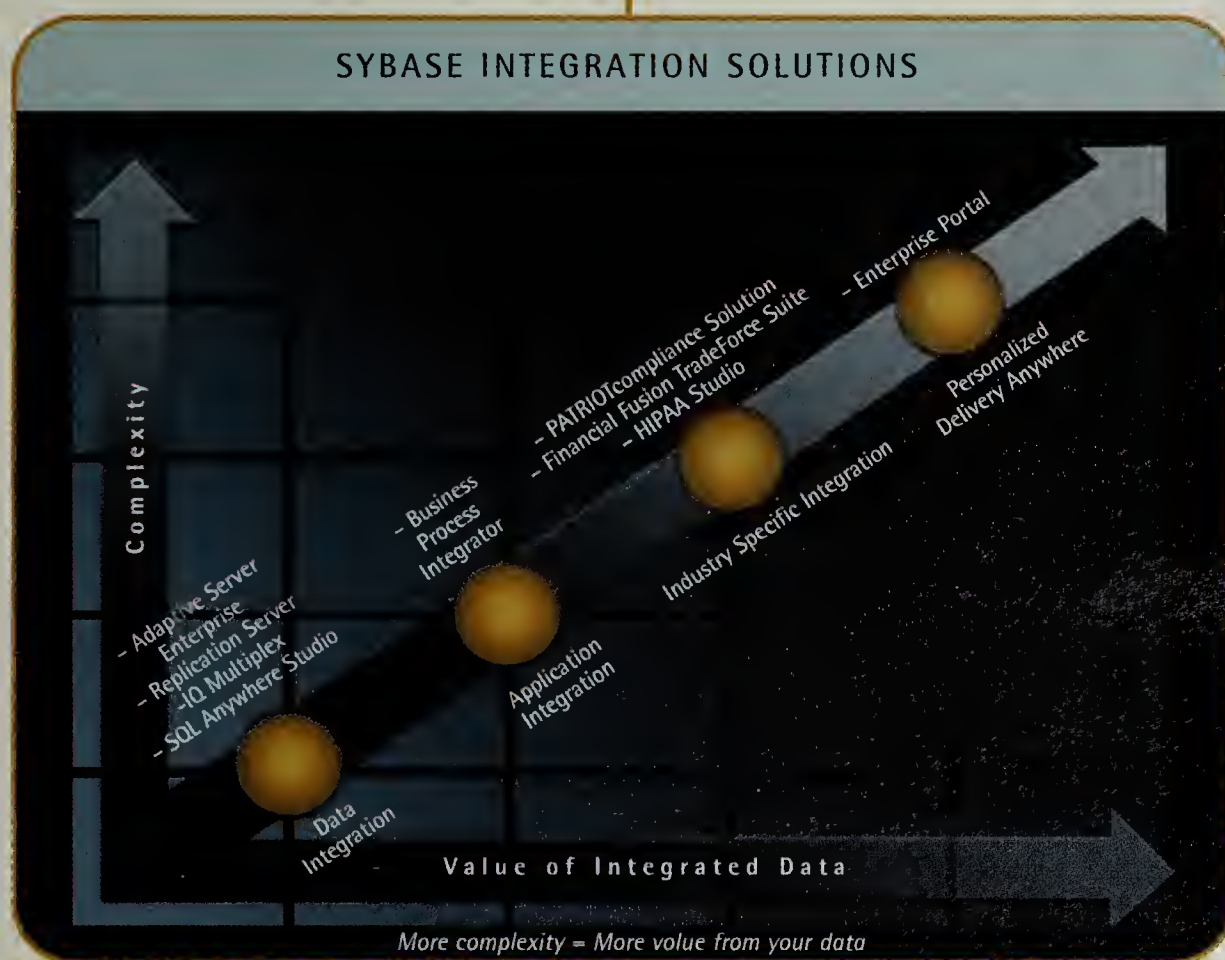 SYBASE INTEGRATION SOLUTIONS
Complexity
– Adaptive Server
Enterprise
– Replication Server
–IQ Multiplex
– SQL Anywhere Studio
Data
Integration
– Business
Process
Integrator
Application
Integration
– PATRIOTcompliance Solution
– Financial Fusion TradeForce Suite
– HIPAA Studio
Industry Specific Integration
– Enterprise Portal
Personalized
Delivery Anywhere
Value of Integrated Data
More complexity = More value from your data